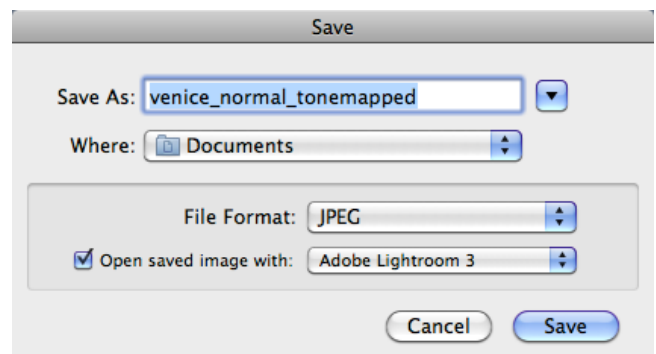 Save
Save As: venice_normal_tonemapped
Where: Documents
File Format: JPEG
Open saved image with: Adobe Lightroom 3
Cancel Save